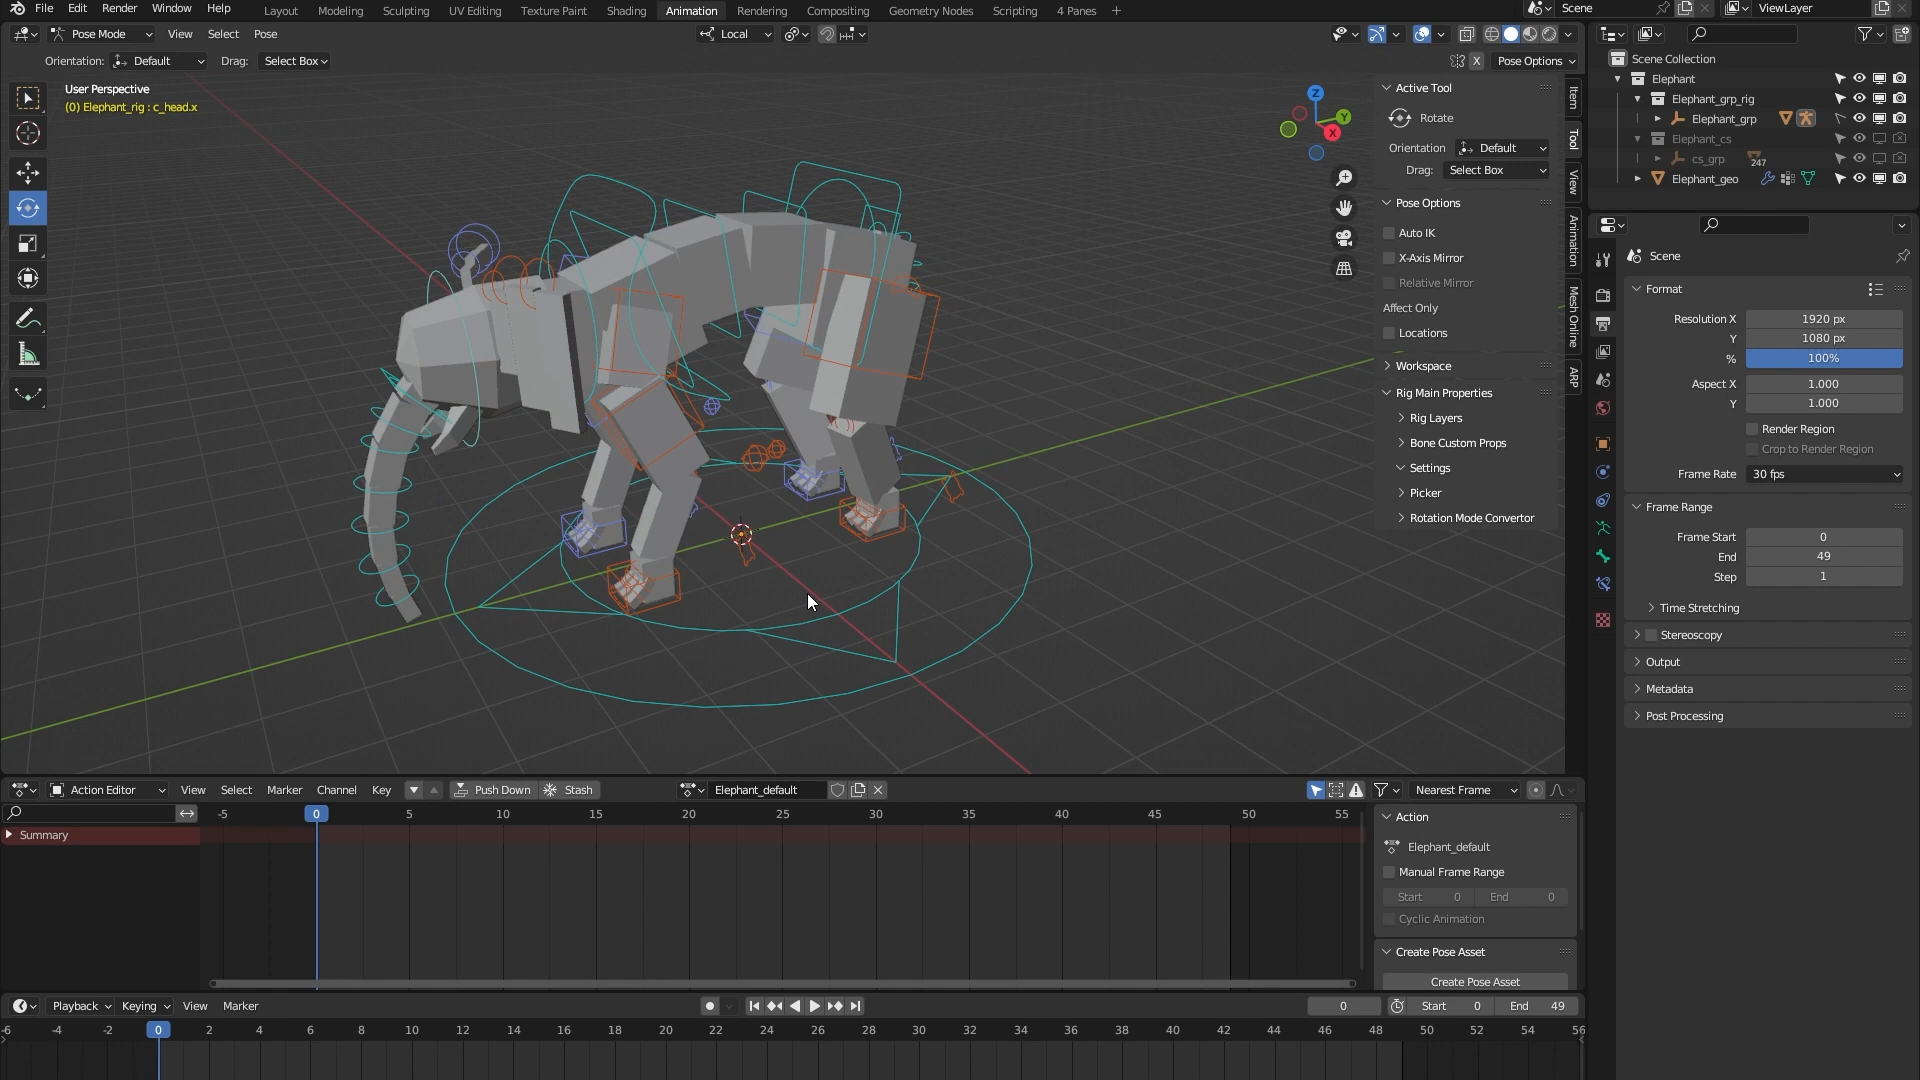 File Edit Render Window Help Layout Modeling Sculpting UV Editing Texture Paint Shading Animation Rendering Compositing Geometry Nodes Scripting 4 Panes + Scene ViewLayer
Pose Mode View Select Pose Local
Orientation: Default Drag: Select Box X Pose Options
User Perspective
(0) Elephant_rig : c_head.x
Z
Y
X
Active Tool
Rotate
Orientation Default
Drag: Select Box
Pose Options
Auto IK
X-Axis Mirror
Relative Mirror
Affect Only
Locations
Workspace
Rig Main Properties
Rig Layers
Bone Custom Props
Settings
Picker
Rotation Mode Convertor
Item
Tool
View
Animation
Mesh Online
ARP
Scene Collection
Elephant
Elephant_grp_rig
Elephant_grp
Elephant_cs
cs_grp 247
Elephant_geo
Scene
Format
Resolution X 1920 px
Y 1080 px
% 100%
Aspect X 1.000
Y 1.000
Render Region
Crop to Render Region
Frame Rate 30 fps
Frame Range
Frame Start 0
End 49
Step 1
Time Stretching
Stereoscopy
Output
Metadata
Post Processing
Action Editor View Select Marker Channel Key Push Down Stash Elephant_default Nearest Frame
-5 0 5 10 15 20 25 30 35 40 45 50 55
Summary
Action
Elephant_default
Manual Frame Range
Start 0 End 0
Cyclic Animation
Create Pose Asset
Create Pose Asset
Playback Keying View Marker 0 Start 0 End 49
-6 -4 -2 0 2 4 6 8 10 12 14 16 18 20 22 24 26 28 30 32 34 36 38 40 42 44 46 48 50 52 54 56